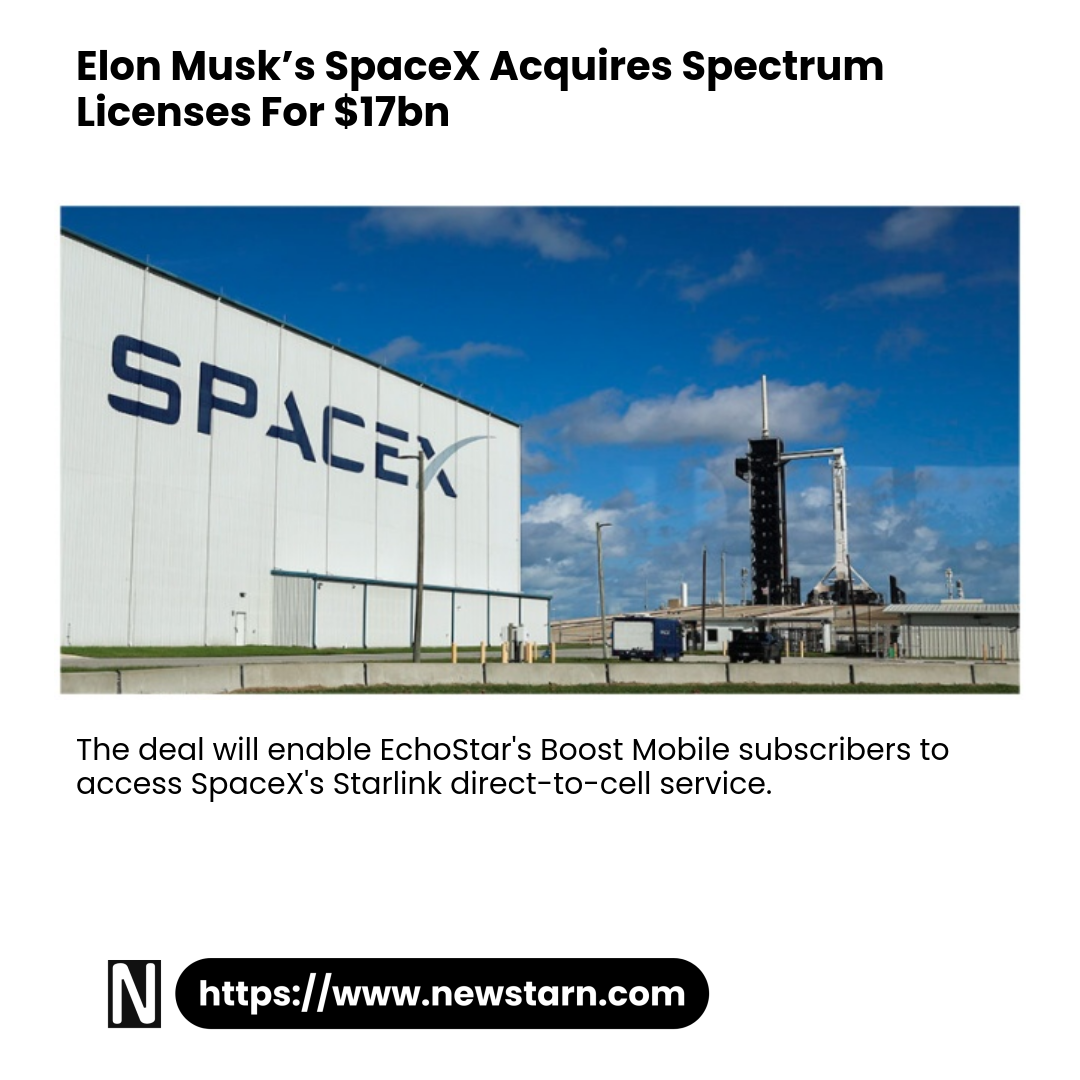 Elon Musk’s SpaceX Acquires Spectrum
Licenses For $17bn
SPACEX
The deal will enable EchoStar's Boost Mobile subscribers to
access SpaceX's Starlink direct-to-cell service.
N
https://www.newstarn.com